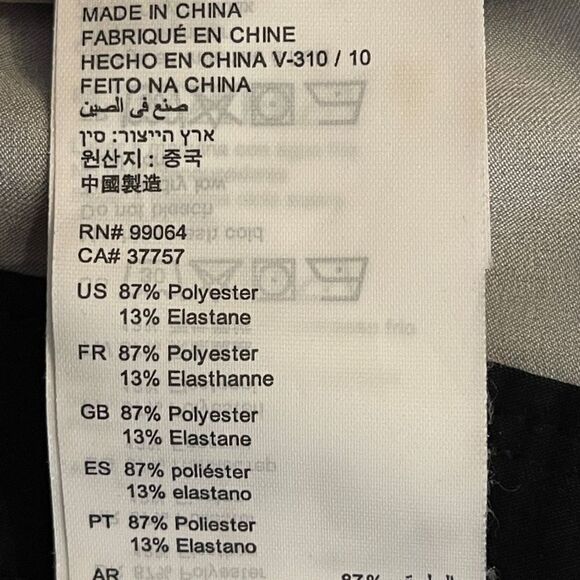 MADE IN CHINA
FABRIQUÉ EN CHINE
HECHO EN CHINA V-310 / 10
FEITO NA CHINA
صنع في الصين
ארץ הייצור: סין
원산지 : 중국
中國製造
RN# 99064
CA# 37757
US 87% Polyester
13% Elastane
FR 87% Polyester
13% Elasthanne
GB 87% Polyester
13% Elastane
ES 87% poliéster
13% elastano
PT 87% Poliester
13% Elastano
AR 87%